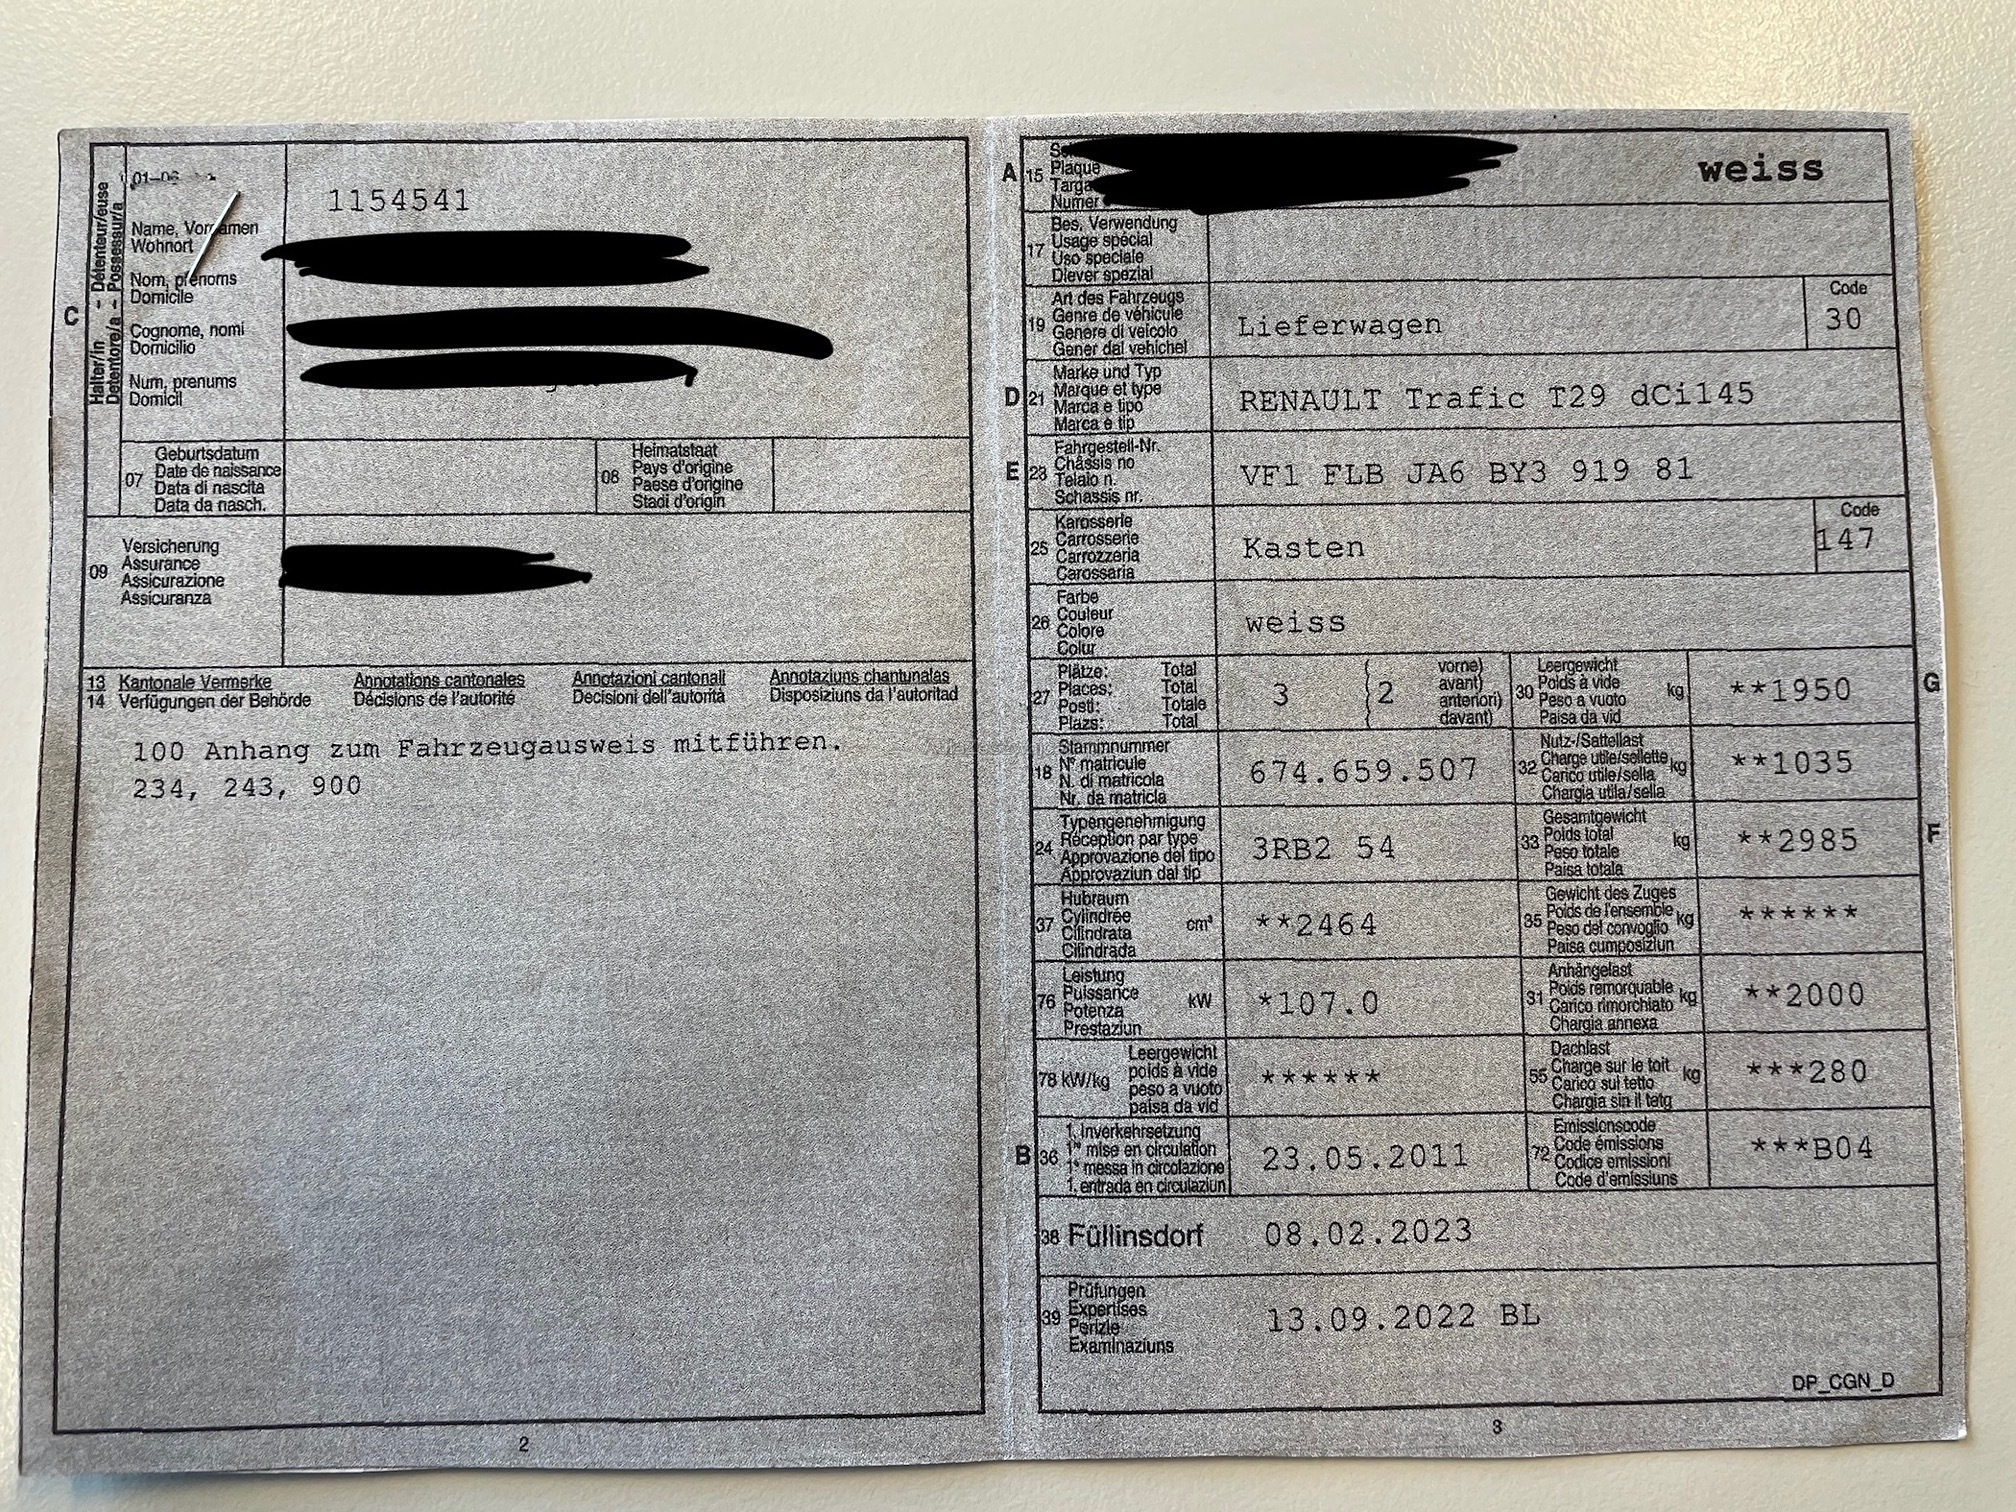 01-06
1154541
Name, Vornamen
Wohnort
Nom, prénoms
Domicile
Cognome, nomi
Domicilio
Num, prenums
Domicil
C
Halter/in - Détenteur/euse
Detentore/a - Possessur/a
07
Geburtsdatum
Date de naissance
Data di nascita
Data da nasch.
08
Heimatstaat
Pays d'origine
Paese d'origine
Stadi d'origin
09
Versicherung
Assurance
Assicurazione
Assicuranza
13 Kantonale Vermerke Annotations cantonales Annotazioni cantonali Annotaziuns chantunalas
14 Verfügungen der Behörde Décisions de l'autorité Decisioni dell'autorità Disposiziuns da l'autoritad
100 Anhang zum Fahrzeugausweis mitführen.
234, 243, 900
2
A 15
Plaque
Targa
Numer
weiss
17
Bes. Verwendung
Usage spécial
Uso speciale
Diever spezial
19
Art des Fahrzeugs
Genre de véhicule
Genere di veicolo
Gener dal vehichel
Lieferwagen
Code
30
D 21
Marke und Typ
Marque et type
Marca e tipo
Marca e tip
RENAULT Trafic T29 dCi145
E 23
Fahrgestell-Nr.
Châssis no
Telaio n.
Schassis nr.
VF1 FLB JA6 BY3 919 81
25
Karosserie
Carrosserie
Carrozzeria
Carossaria
Kasten
Code
147
26
Farbe
Couleur
Colore
Colur
weiss
27
Plätze: Total
Places: Total
Posti: Totale
Plazs: Total
3
2
vorne)
avant)
anteriori)
davant)
30
Leergewicht
Poids à vide
Peso a vuoto
Paisa da vid
kg
**1950
G
18
Stammnummer
N° matricule
N. di matricola
Nr. da matricla
674.659.507
32
Nutz-/Sattellast
Charge utile/sellette
Carico utile/sella
Chargia utila/sella
kg
**1035
24
Typengenehmigung
Réception par type
Approvazione del tipo
Approvaziun dal tip
3RB2 54
33
Gesamtgewicht
Poids total
Peso totale
Paisa totala
kg
**2985
F
37
Hubraum
Cylindrée
Cilindrata
Cilindrada
cm³
**2464
35
Gewicht des Zuges
Poids de l'ensemble
Peso del convoglio
Paisa cumposiziun
kg
******
76
Leistung
Puissance
Potenza
Prestaziun
kW
*107.0
31
Anhängelast
Poids remorquable
Carico rimorchiato
Chargia annexa
kg
**2000
78 kW/kg
Leergewicht
poids à vide
peso a vuoto
paisa da vid
******
55
Dachlast
Charge sur le toit
Carico sul tetto
Chargia sin il tetg
kg
***280
B 36
1. Inverkehrsetzung
1re mise en circulation
1a messa in circolazione
1. entrada en circulaziun
23.05.2011
72
Emissionscode
Code émissions
Codice emissioni
Code d'emissiuns
***B04
38 Füllinsdorf 08.02.2023
39
Prüfungen
Expertises
Perizie
Examinaziuns
13.09.2022 BL
DP_CGN_D
3